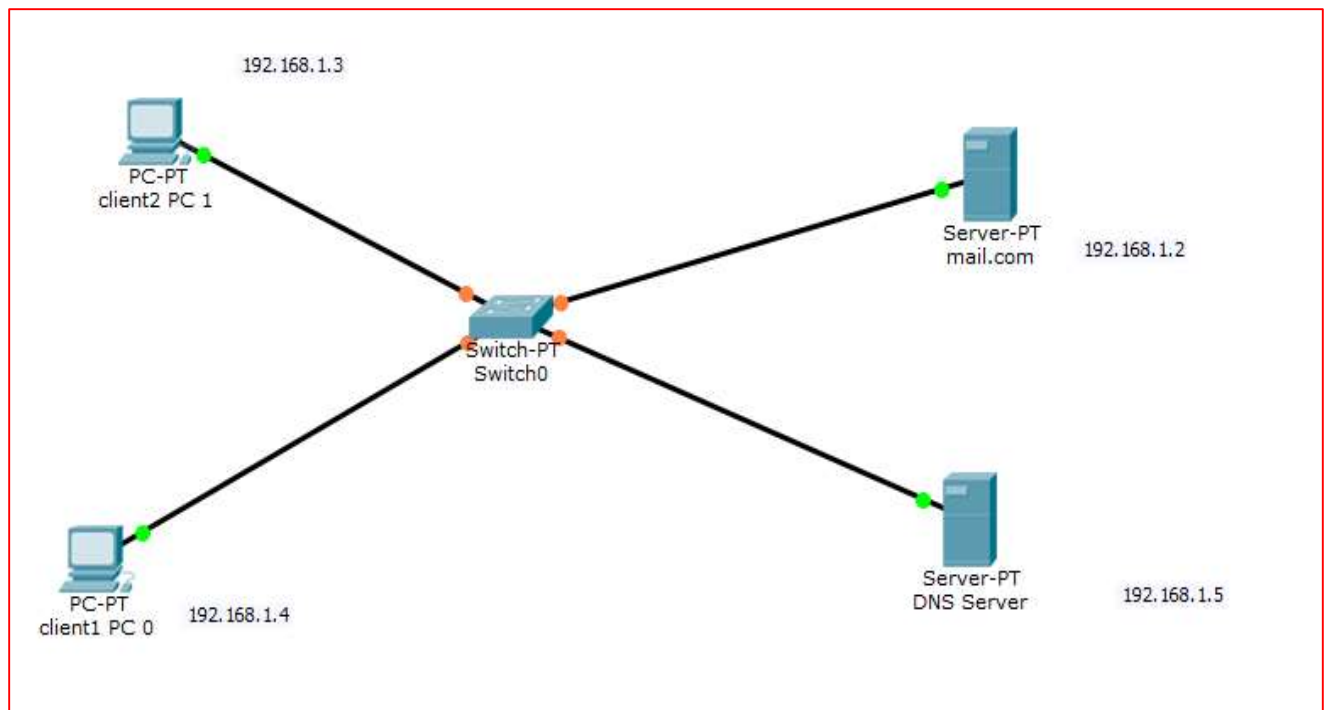 192.168.1.3
PC-PT
client2 PC 1
Server-PT
mail.com
192.168.1.2
Switch-PT
Switch0
Server-PT
DNS Server
192.168.1.5
PC-PT
client1 PC 0
192.168.1.4